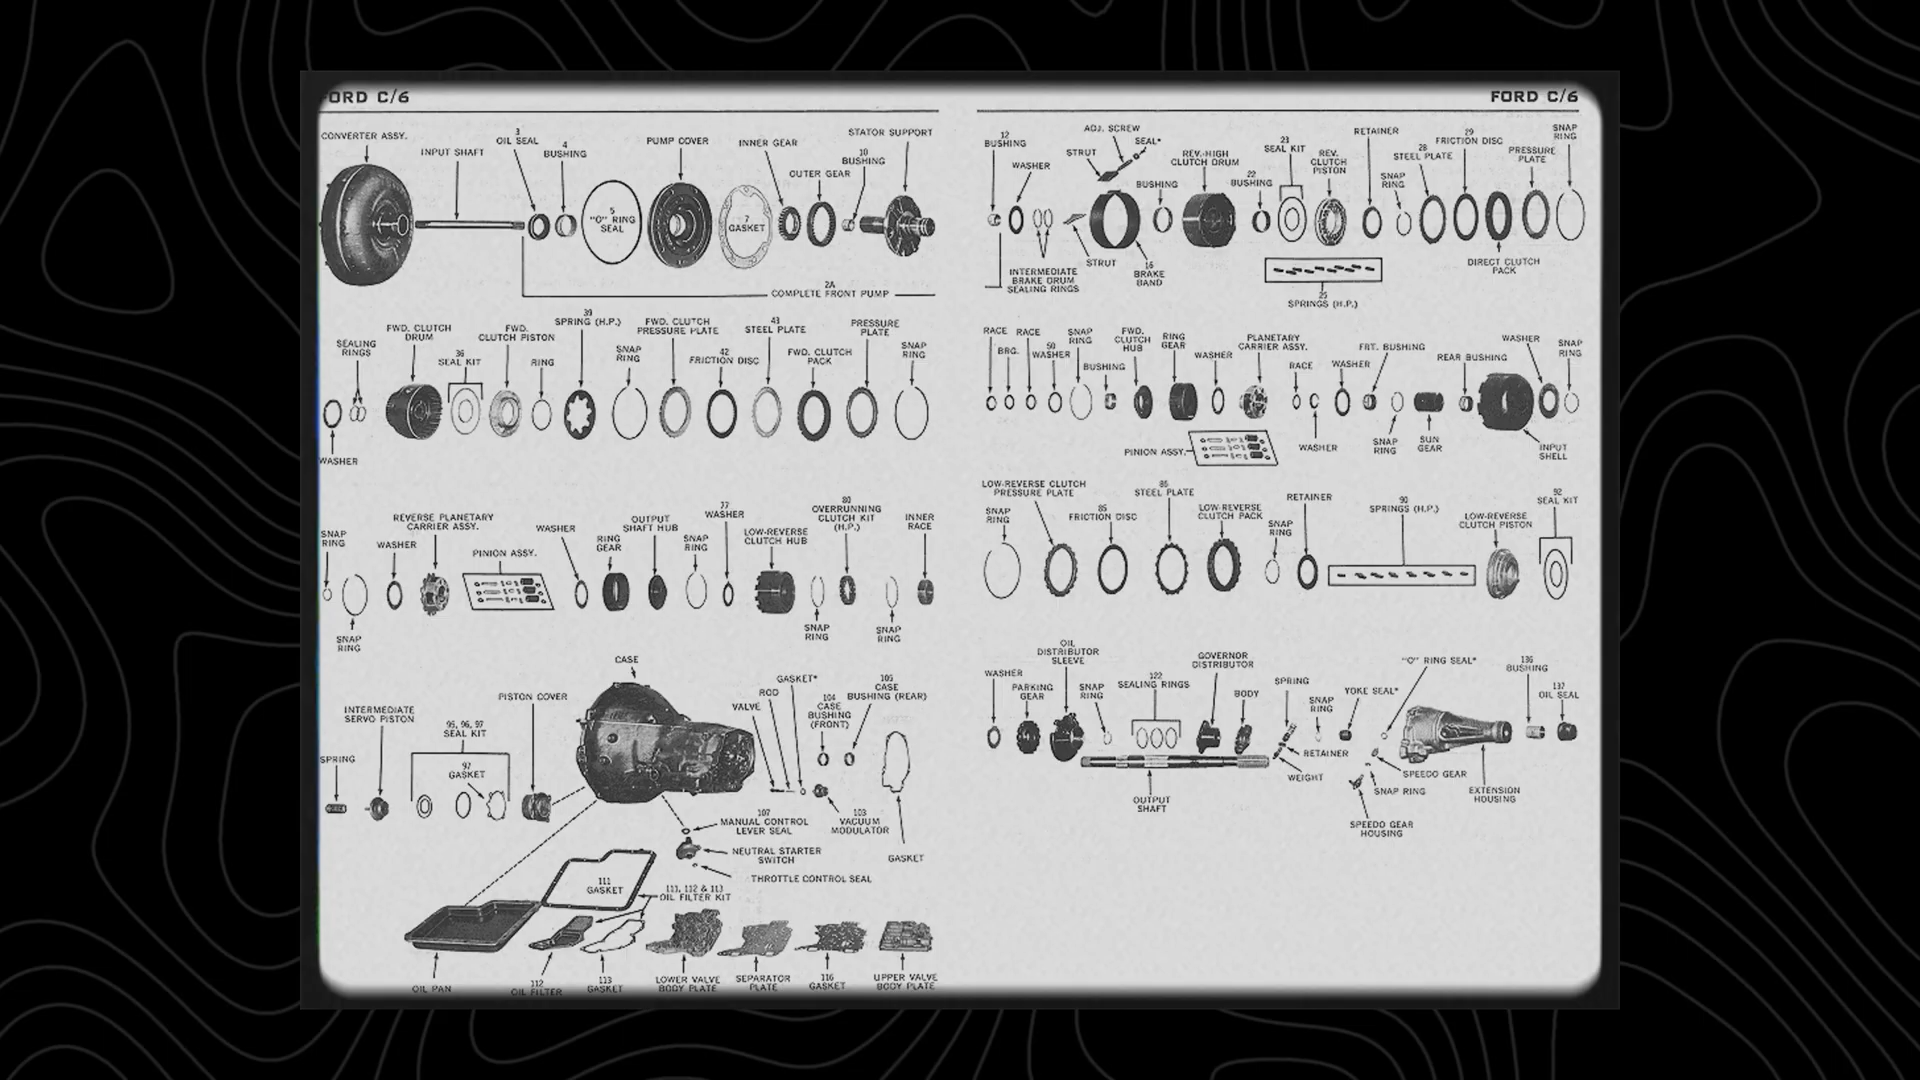 FORD C/6
FORD C/6
CONVERTER ASSY.
INPUT SHAFT
3
OIL SEAL
4
BUSHING
5
"O" RING
SEAL
PUMP COVER
7
GASKET
INNER GEAR
OUTER GEAR
10
BUSHING
STATOR SUPPORT
2A
COMPLETE FRONT PUMP
12
BUSHING
WASHER
INTERMEDIATE
BRAKE DRUM
SEALING RINGS
STRUT
ADJ. SCREW
SEAL*
STRUT
16
BRAKE
BAND
BUSHING
REV.-HIGH
CLUTCH DRUM
22
BUSHING
23
SEAL KIT
REV.
CLUTCH
PISTON
25
SPRINGS (H.P.)
RETAINER
SNAP
RING
28
STEEL PLATE
29
FRICTION DISC
DIRECT CLUTCH
PACK
PRESSURE
PLATE
SNAP
RING
WASHER
SEALING
RINGS
FWD. CLUTCH
DRUM
36
SEAL KIT
FWD.
CLUTCH PISTON
RING
39
SPRING (H.P.)
SNAP
RING
FWD. CLUTCH
PRESSURE PLATE
42
FRICTION DISC
43
STEEL PLATE
FWD. CLUTCH
PACK
PRESSURE
PLATE
SNAP
RING
RACE
BRG.
RACE
50
WASHER
SNAP
RING
BUSHING
FWD.
CLUTCH
HUB
RING
GEAR
WASHER
PLANETARY
CARRIER ASSY.
PINION ASSY.
RACE
WASHER
WASHER
FRT. BUSHING
SNAP
RING
SUN
GEAR
REAR BUSHING
INPUT
SHELL
WASHER
SNAP
RING
SNAP
RING
SNAP
RING
WASHER
REVERSE PLANETARY
CARRIER ASSY.
PINION ASSY.
WASHER
RING
GEAR
OUTPUT
SHAFT HUB
SNAP
RING
77
WASHER
LOW-REVERSE
CLUTCH HUB
SNAP
RING
80
OVERRUNNING
CLUTCH KIT
(H.P.)
SNAP
RING
INNER
RACE
SNAP
RING
LOW-REVERSE CLUTCH
PRESSURE PLATE
85
FRICTION DISC
86
STEEL PLATE
LOW-REVERSE
CLUTCH PACK
SNAP
RING
RETAINER
90
SPRINGS (H.P.)
LOW-REVERSE
CLUTCH PISTON
92
SEAL KIT
SPRING
INTERMEDIATE
SERVO PISTON
95, 96, 97
SEAL KIT
97
GASKET
PISTON COVER
CASE
VALVE
ROD
GASKET*
103
VACUUM
MODULATOR
104
CASE
BUSHING
(FRONT)
105
CASE
BUSHING (REAR)
GASKET
107
MANUAL CONTROL
LEVER SEAL
NEUTRAL STARTER
SWITCH
THROTTLE CONTROL SEAL
111
GASKET
111, 112 & 113
OIL FILTER KIT
OIL PAN
112
OIL FILTER
113
GASKET
LOWER VALVE
BODY PLATE
SEPARATOR
PLATE
116
GASKET
UPPER VALVE
BODY PLATE
WASHER
PARKING
GEAR
OIL
DISTRIBUTOR
SLEEVE
SNAP
RING
122
SEALING RINGS
OUTPUT
SHAFT
GOVERNOR
DISTRIBUTOR
BODY
SPRING
RETAINER
WEIGHT
SNAP
RING
YOKE SEAL*
"O" RING SEAL*
SPEEDO GEAR
SNAP RING
SPEEDO GEAR
HOUSING
EXTENSION
HOUSING
136
BUSHING
137
OIL SEAL